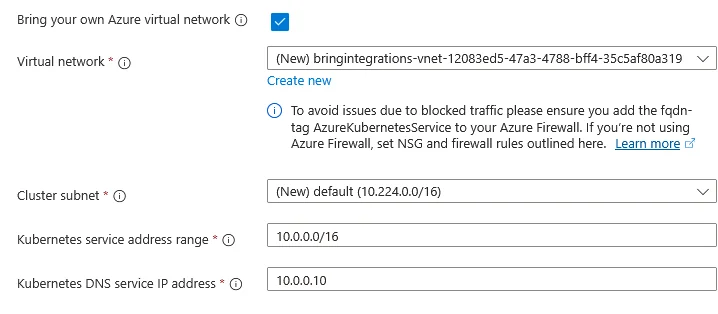 Bring your own Azure virtual network
Virtual network *
(New) bringintegrations-vnet-12083ed5-47a3-4788-bff4-35c5af80a319
Create new
To avoid issues due to blocked traffic please ensure you add the fqdn-
tag AzureKubernetesService to your Azure Firewall. If you're not using
Azure Firewall, set NSG and firewall rules outlined here. Learn more
Cluster subnet *
(New) default (10.224.0.0/16)
Kubernetes service address range *
10.0.0.0/16
Kubernetes DNS service IP address *
10.0.0.10